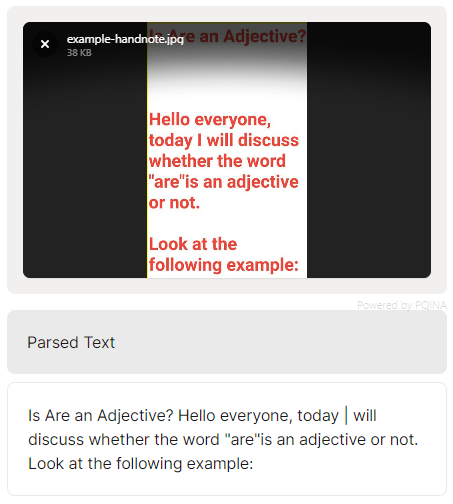 Is Are an Adjective?
example-handnote.jpg
38 KB
Hello everyone,
today I will discuss
whether the word
"are"is an adjective
or not.
Look at the
following example:
Powered by PQINA
Parsed Text
Is Are an Adjective? Hello everyone, today | will
discuss whether the word "are"is an adjective or not.
Look at the following example: